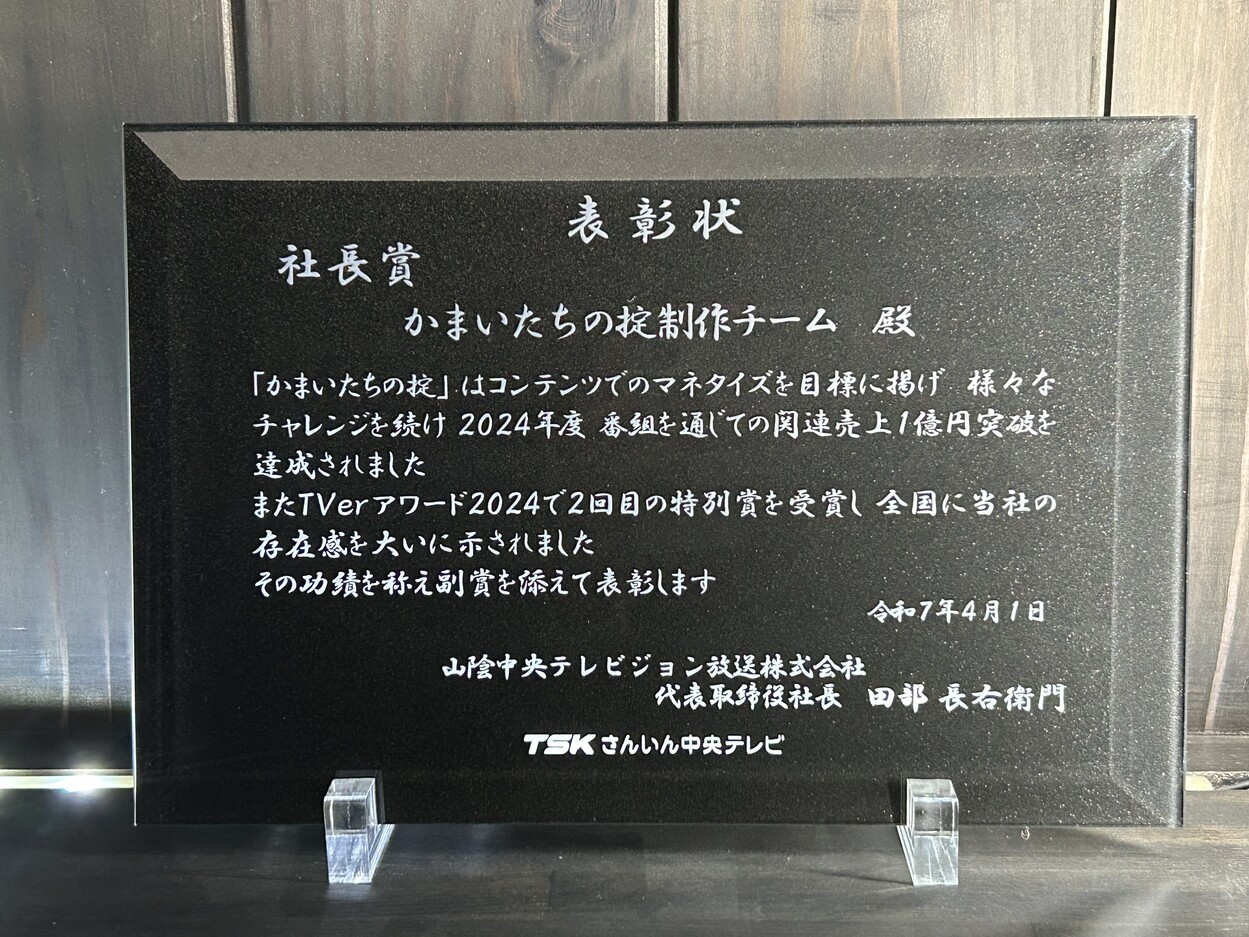 表彰状
社長賞
かまいたちの掟制作チーム 殿
「かまいたちの掟」はコンテンツでのマネタイズを目標に掲げ 様々な
チャレンジを続け 2024年度 番組を通じての関連売上1億円突破を
達成されました
またTVerアワード2024で2回目の特別賞を受賞し 全国に当社の
存在感を大いに示されました
その功績を称え副賞を添えて表彰します
令和7年4月1日
山陰中央テレビジョン放送株式会社
代表取締役社長 田部 長右衛門
TSK さんいん中央テレビ